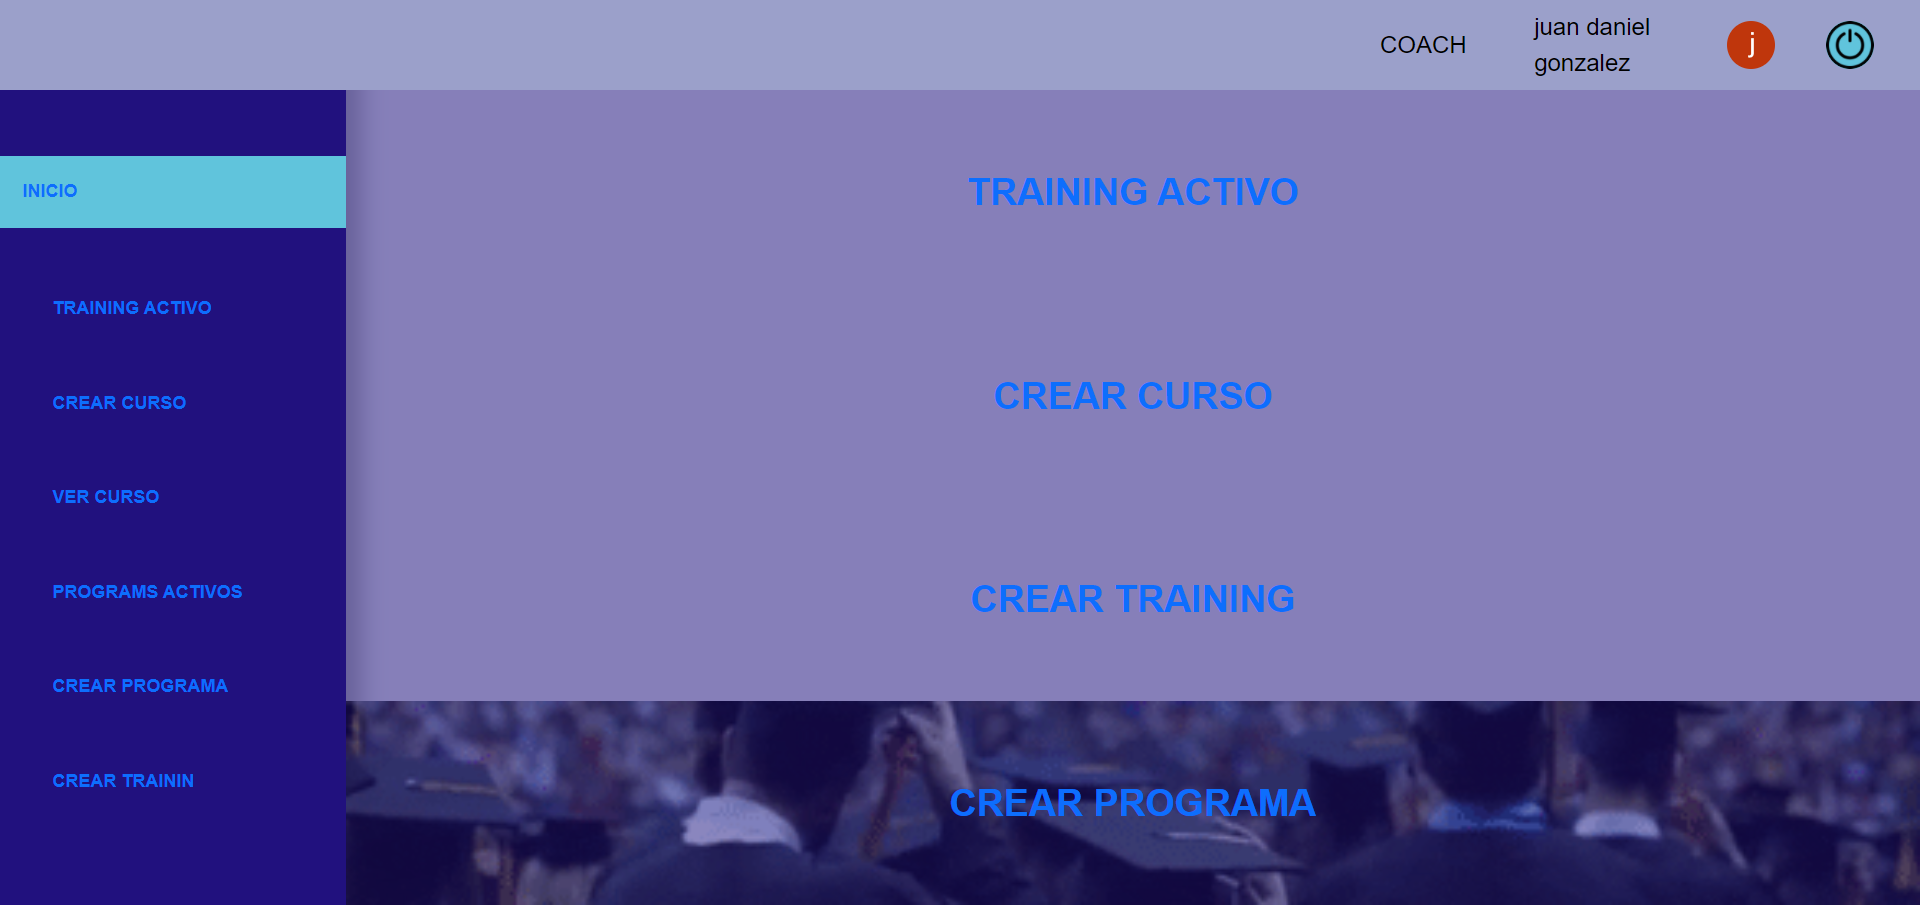 COACH
juan daniel
gonzalez
j
INICIO
TRAINING ACTIVO
CREAR CURSO
VER CURSO
PROGRAMS ACTIVOS
CREAR PROGRAMA
CREAR TRAININ
TRAINING ACTIVO
CREAR CURSO
CREAR TRAINING
CREAR PROGRAMA